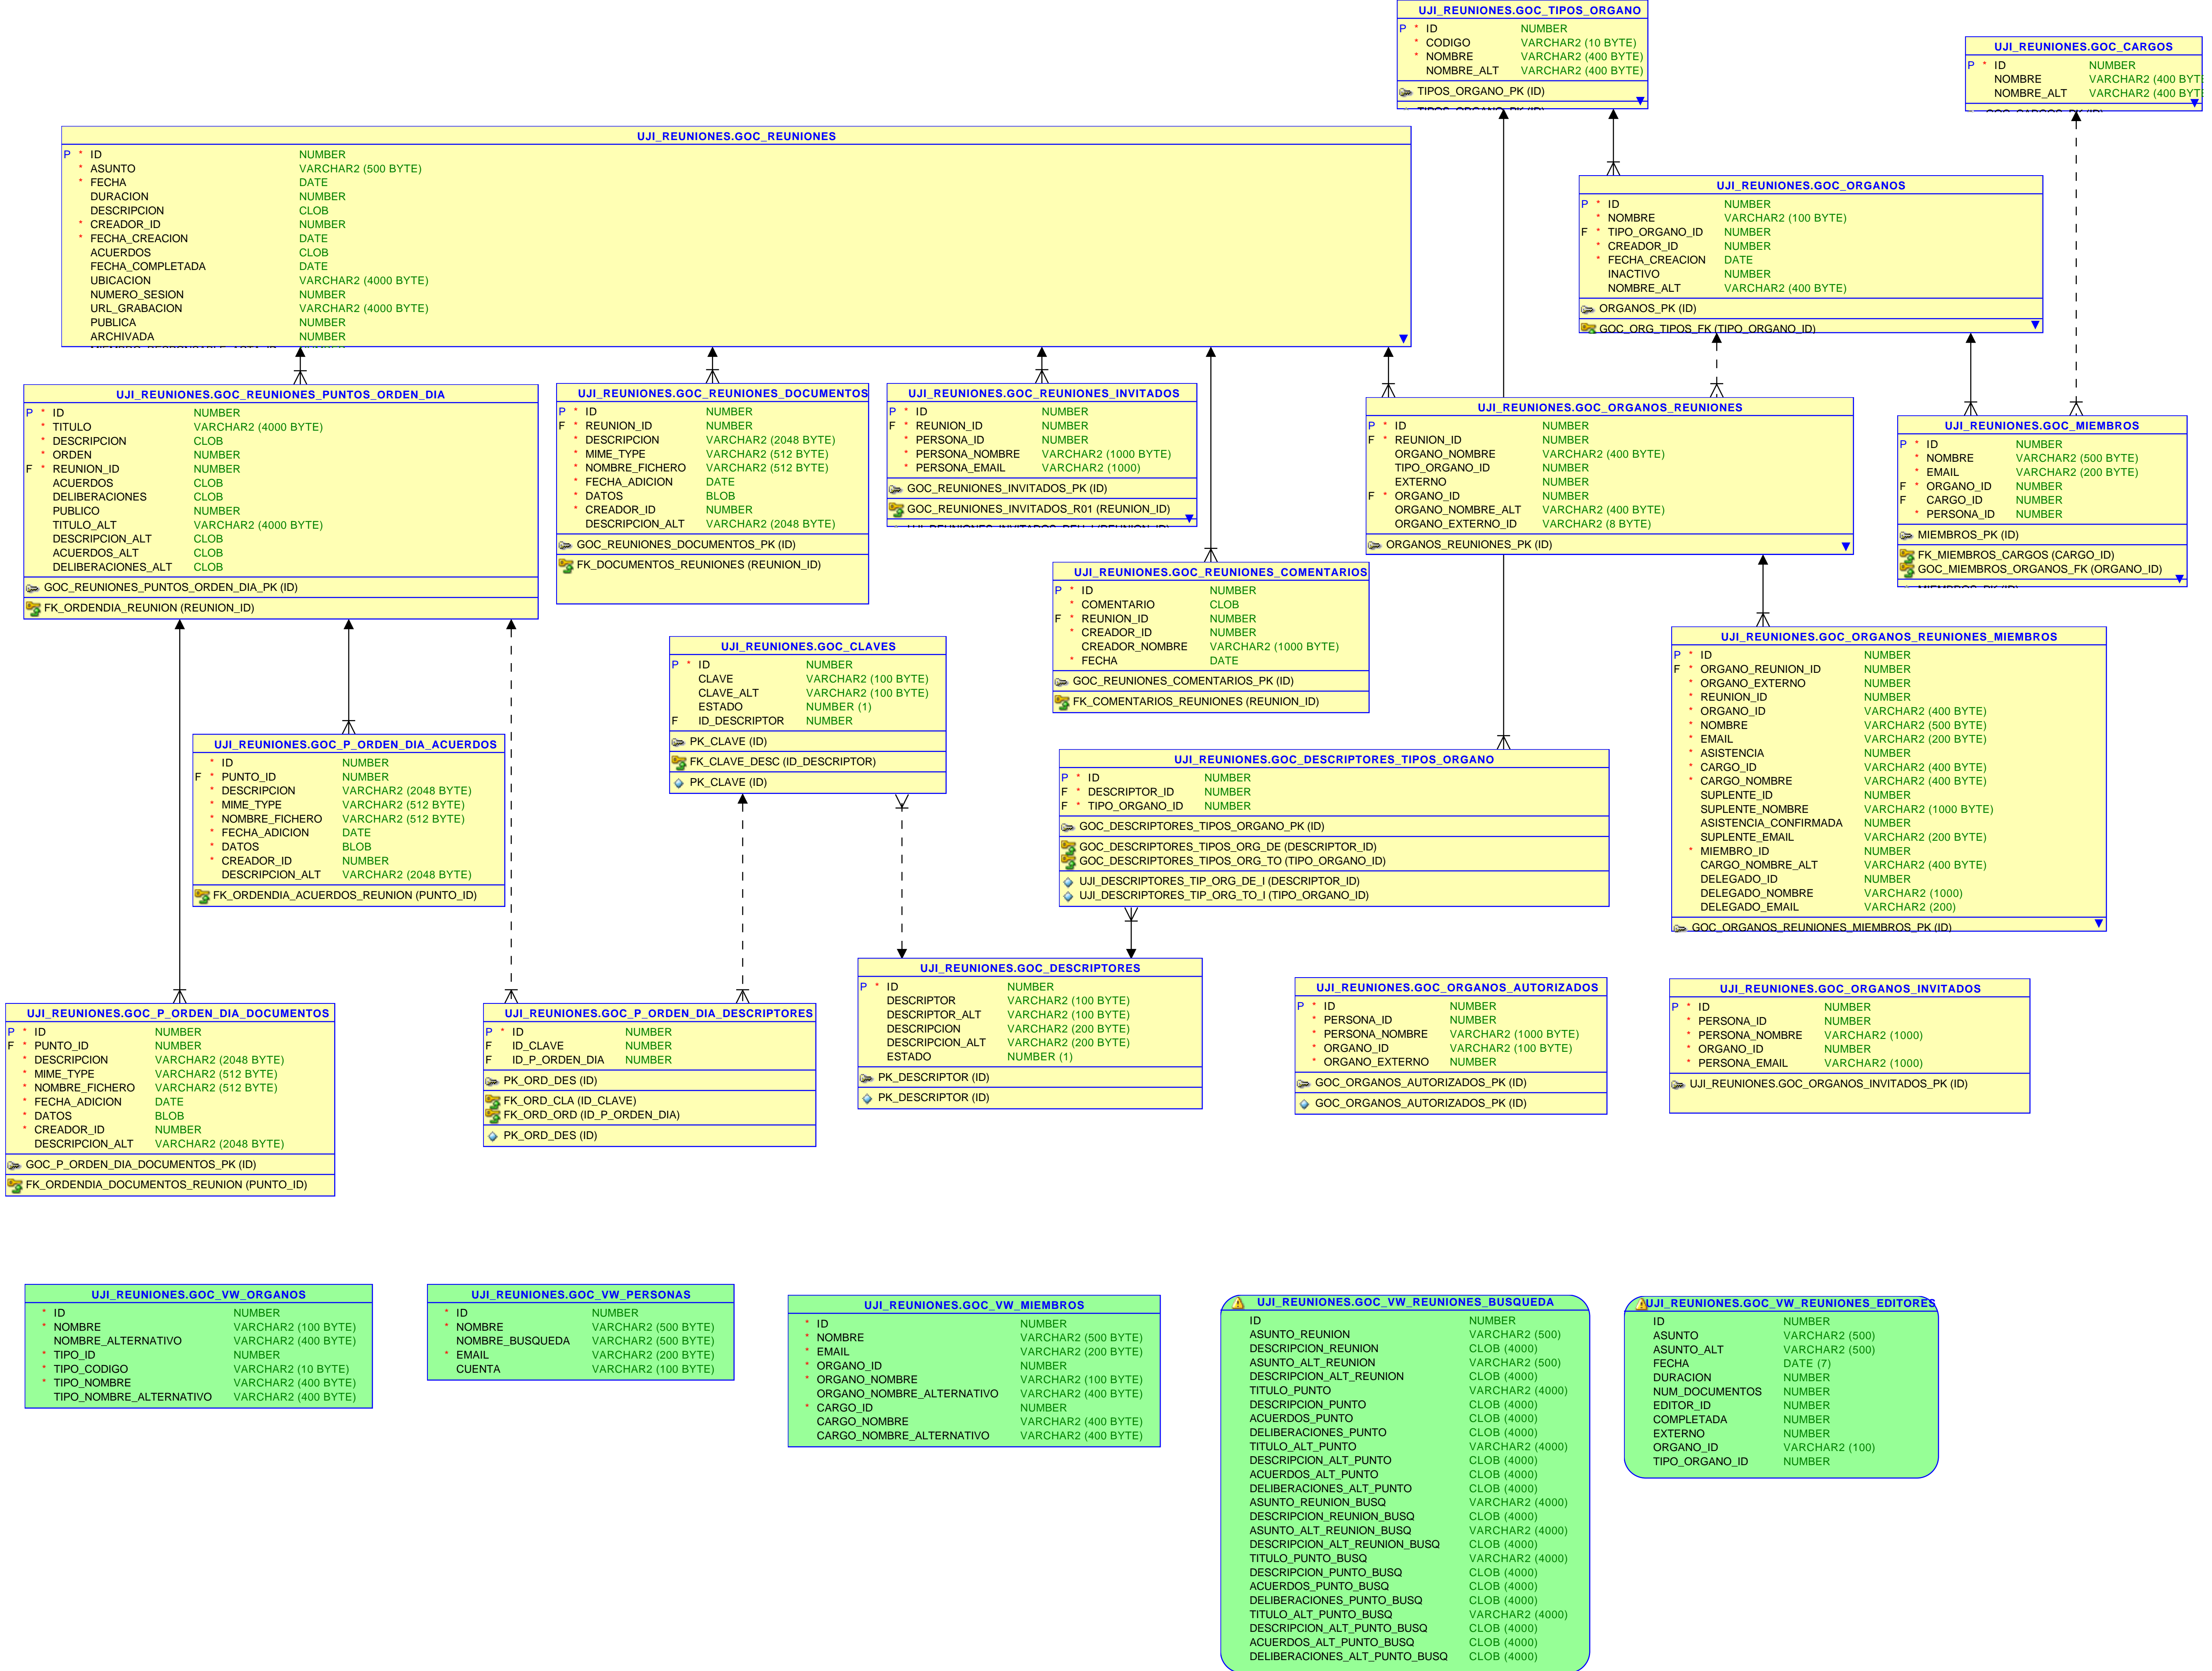 UJI_REUNIONES.GOC_TIPOS_ORGANO
P * ID NUMBER
* CODIGO VARCHAR2 (10 BYTE)
* NOMBRE VARCHAR2 (400 BYTE)
NOMBRE_ALT VARCHAR2 (400 BYTE)
TIPOS_ORGANO_PK (ID)
UJI_REUNIONES.GOC_CARGOS
P * ID NUMBER
NOMBRE VARCHAR2 (400 BYT
NOMBRE_ALT VARCHAR2 (400 BYT
UJI_REUNIONES.GOC_REUNIONES
P * ID NUMBER
* ASUNTO VARCHAR2 (500 BYTE)
* FECHA DATE
DURACION NUMBER
DESCRIPCION CLOB
* CREADOR_ID NUMBER
* FECHA_CREACION DATE
ACUERDOS CLOB
FECHA_COMPLETADA DATE
UBICACION VARCHAR2 (4000 BYTE)
NUMERO_SESION NUMBER
URL_GRABACION VARCHAR2 (4000 BYTE)
PUBLICA NUMBER
ARCHIVADA NUMBER
UJI_REUNIONES.GOC_ORGANOS
P * ID NUMBER
* NOMBRE VARCHAR2 (100 BYTE)
F * TIPO_ORGANO_ID NUMBER
* CREADOR_ID NUMBER
* FECHA_CREACION DATE
INACTIVO NUMBER
NOMBRE_ALT VARCHAR2 (400 BYTE)
ORGANOS_PK (ID)
GOC_ORG_TIPOS_FK (TIPO_ORGANO_ID)
UJI_REUNIONES.GOC_REUNIONES_PUNTOS_ORDEN_DIA
P * ID NUMBER
* TITULO VARCHAR2 (4000 BYTE)
* DESCRIPCION CLOB
* ORDEN NUMBER
F * REUNION_ID NUMBER
ACUERDOS CLOB
DELIBERACIONES CLOB
PUBLICO NUMBER
TITULO_ALT VARCHAR2 (4000 BYTE)
DESCRIPCION_ALT CLOB
ACUERDOS_ALT CLOB
DELIBERACIONES_ALT CLOB
GOC_REUNIONES_PUNTOS_ORDEN_DIA_PK (ID)
FK_ORDENDIA_REUNION (REUNION_ID)
UJI_REUNIONES.GOC_REUNIONES_DOCUMENTOS
P * ID NUMBER
F * REUNION_ID NUMBER
* DESCRIPCION VARCHAR2 (2048 BYTE)
* MIME_TYPE VARCHAR2 (512 BYTE)
* NOMBRE_FICHERO VARCHAR2 (512 BYTE)
* FECHA_ADICION DATE
* DATOS BLOB
* CREADOR_ID NUMBER
DESCRIPCION_ALT VARCHAR2 (2048 BYTE)
GOC_REUNIONES_DOCUMENTOS_PK (ID)
FK_DOCUMENTOS_REUNIONES (REUNION_ID)
UJI_REUNIONES.GOC_REUNIONES_INVITADOS
P * ID NUMBER
F * REUNION_ID NUMBER
* PERSONA_ID NUMBER
* PERSONA_NOMBRE VARCHAR2 (1000 BYTE)
* PERSONA_EMAIL VARCHAR2 (1000)
GOC_REUNIONES_INVITADOS_PK (ID)
GOC_REUNIONES_INVITADOS_R01 (REUNION_ID)
UJI_REUNIONES.GOC_ORGANOS_REUNIONES
P * ID NUMBER
F * REUNION_ID NUMBER
ORGANO_NOMBRE VARCHAR2 (400 BYTE)
TIPO_ORGANO_ID NUMBER
EXTERNO NUMBER
F * ORGANO_ID NUMBER
ORGANO_NOMBRE_ALT VARCHAR2 (400 BYTE)
ORGANO_EXTERNO_ID VARCHAR2 (8 BYTE)
ORGANOS_REUNIONES_PK (ID)
UJI_REUNIONES.GOC_MIEMBROS
P * ID NUMBER
* NOMBRE VARCHAR2 (500 BYTE)
* EMAIL VARCHAR2 (200 BYTE)
F * ORGANO_ID NUMBER
F CARGO_ID NUMBER
* PERSONA_ID NUMBER
MIEMBROS_PK (ID)
FK_MIEMBROS_CARGOS (CARGO_ID)
GOC_MIEMBROS_ORGANOS_FK (ORGANO_ID)
UJI_REUNIONES.GOC_REUNIONES_COMENTARIOS
P * ID NUMBER
* COMENTARIO CLOB
F * REUNION_ID NUMBER
* CREADOR_ID NUMBER
CREADOR_NOMBRE VARCHAR2 (1000 BYTE)
* FECHA DATE
GOC_REUNIONES_COMENTARIOS_PK (ID)
FK_COMENTARIOS_REUNIONES (REUNION_ID)
UJI_REUNIONES.GOC_CLAVES
P * ID NUMBER
CLAVE VARCHAR2 (100 BYTE)
CLAVE_ALT VARCHAR2 (100 BYTE)
ESTADO NUMBER (1)
F ID_DESCRIPTOR NUMBER
PK_CLAVE (ID)
FK_CLAVE_DESC (ID_DESCRIPTOR)
PK_CLAVE (ID)
UJI_REUNIONES.GOC_ORGANOS_REUNIONES_MIEMBROS
P * ID NUMBER
F * ORGANO_REUNION_ID NUMBER
* ORGANO_EXTERNO NUMBER
* REUNION_ID NUMBER
* ORGANO_ID VARCHAR2 (400 BYTE)
* NOMBRE VARCHAR2 (500 BYTE)
* EMAIL VARCHAR2 (200 BYTE)
* ASISTENCIA NUMBER
* CARGO_ID VARCHAR2 (400 BYTE)
* CARGO_NOMBRE VARCHAR2 (400 BYTE)
SUPLENTE_ID NUMBER
SUPLENTE_NOMBRE VARCHAR2 (1000 BYTE)
ASISTENCIA_CONFIRMADA NUMBER
SUPLENTE_EMAIL VARCHAR2 (200 BYTE)
* MIEMBRO_ID NUMBER
CARGO_NOMBRE_ALT VARCHAR2 (400 BYTE)
DELEGADO_ID NUMBER
DELEGADO_NOMBRE VARCHAR2 (1000)
DELEGADO_EMAIL VARCHAR2 (200)
GOC_ORGANOS_REUNIONES_MIEMBROS_PK (ID)
UJI_REUNIONES.GOC_P_ORDEN_DIA_ACUERDOS
* ID NUMBER
F * PUNTO_ID NUMBER
* DESCRIPCION VARCHAR2 (2048 BYTE)
* MIME_TYPE VARCHAR2 (512 BYTE)
* NOMBRE_FICHERO VARCHAR2 (512 BYTE)
* FECHA_ADICION DATE
* DATOS BLOB
* CREADOR_ID NUMBER
DESCRIPCION_ALT VARCHAR2 (2048 BYTE)
FK_ORDENDIA_ACUERDOS_REUNION (PUNTO_ID)
UJI_REUNIONES.GOC_DESCRIPTORES_TIPOS_ORGANO
P * ID NUMBER
F * DESCRIPTOR_ID NUMBER
F * TIPO_ORGANO_ID NUMBER
GOC_DESCRIPTORES_TIPOS_ORGANO_PK (ID)
GOC_DESCRIPTORES_TIPOS_ORG_DE (DESCRIPTOR_ID)
GOC_DESCRIPTORES_TIPOS_ORG_TO (TIPO_ORGANO_ID)
UJI_DESCRIPTORES_TIP_ORG_DE_I (DESCRIPTOR_ID)
UJI_DESCRIPTORES_TIP_ORG_TO_I (TIPO_ORGANO_ID)
UJI_REUNIONES.GOC_P_ORDEN_DIA_DOCUMENTOS
P * ID NUMBER
F * PUNTO_ID NUMBER
* DESCRIPCION VARCHAR2 (2048 BYTE)
* MIME_TYPE VARCHAR2 (512 BYTE)
* NOMBRE_FICHERO VARCHAR2 (512 BYTE)
* FECHA_ADICION DATE
* DATOS BLOB
* CREADOR_ID NUMBER
DESCRIPCION_ALT VARCHAR2 (2048 BYTE)
GOC_P_ORDEN_DIA_DOCUMENTOS_PK (ID)
FK_ORDENDIA_DOCUMENTOS_REUNION (PUNTO_ID)
UJI_REUNIONES.GOC_P_ORDEN_DIA_DESCRIPTORES
P * ID NUMBER
F ID_CLAVE NUMBER
F ID_P_ORDEN_DIA NUMBER
PK_ORD_DES (ID)
FK_ORD_CLA (ID_CLAVE)
FK_ORD_ORD (ID_P_ORDEN_DIA)
PK_ORD_DES (ID)
UJI_REUNIONES.GOC_DESCRIPTORES
P * ID NUMBER
DESCRIPTOR VARCHAR2 (100 BYTE)
DESCRIPTOR_ALT VARCHAR2 (100 BYTE)
DESCRIPCION VARCHAR2 (200 BYTE)
DESCRIPCION_ALT VARCHAR2 (200 BYTE)
ESTADO NUMBER (1)
PK_DESCRIPTOR (ID)
PK_DESCRIPTOR (ID)
UJI_REUNIONES.GOC_ORGANOS_AUTORIZADOS
P * ID NUMBER
* PERSONA_ID NUMBER
* PERSONA_NOMBRE VARCHAR2 (1000 BYTE)
* ORGANO_ID VARCHAR2 (100 BYTE)
* ORGANO_EXTERNO NUMBER
GOC_ORGANOS_AUTORIZADOS_PK (ID)
GOC_ORGANOS_AUTORIZADOS_PK (ID)
UJI_REUNIONES.GOC_ORGANOS_INVITADOS
P * ID NUMBER
* PERSONA_ID NUMBER
* PERSONA_NOMBRE VARCHAR2 (1000)
* ORGANO_ID NUMBER
* PERSONA_EMAIL VARCHAR2 (1000)
UJI_REUNIONES.GOC_ORGANOS_INVITADOS_PK (ID)
UJI_REUNIONES.GOC_VW_ORGANOS
* ID NUMBER
* NOMBRE VARCHAR2 (100 BYTE)
NOMBRE_ALTERNATIVO VARCHAR2 (400 BYTE)
* TIPO_ID NUMBER
* TIPO_CODIGO VARCHAR2 (10 BYTE)
* TIPO_NOMBRE VARCHAR2 (400 BYTE)
TIPO_NOMBRE_ALTERNATIVO VARCHAR2 (400 BYTE)
UJI_REUNIONES.GOC_VW_PERSONAS
* ID NUMBER
* NOMBRE VARCHAR2 (500 BYTE)
NOMBRE_BUSQUEDA VARCHAR2 (500 BYTE)
* EMAIL VARCHAR2 (200 BYTE)
CUENTA VARCHAR2 (100 BYTE)
UJI_REUNIONES.GOC_VW_MIEMBROS
* ID NUMBER
* NOMBRE VARCHAR2 (500 BYTE)
* EMAIL VARCHAR2 (200 BYTE)
* ORGANO_ID NUMBER
* ORGANO_NOMBRE VARCHAR2 (100 BYTE)
ORGANO_NOMBRE_ALTERNATIVO VARCHAR2 (400 BYTE)
* CARGO_ID NUMBER
CARGO_NOMBRE VARCHAR2 (400 BYTE)
CARGO_NOMBRE_ALTERNATIVO VARCHAR2 (400 BYTE)
UJI_REUNIONES.GOC_VW_REUNIONES_BUSQUEDA
ID NUMBER
ASUNTO_REUNION VARCHAR2 (500)
DESCRIPCION_REUNION CLOB (4000)
ASUNTO_ALT_REUNION VARCHAR2 (500)
DESCRIPCION_ALT_REUNION CLOB (4000)
TITULO_PUNTO VARCHAR2 (4000)
DESCRIPCION_PUNTO CLOB (4000)
ACUERDOS_PUNTO CLOB (4000)
DELIBERACIONES_PUNTO CLOB (4000)
TITULO_ALT_PUNTO VARCHAR2 (4000)
DESCRIPCION_ALT_PUNTO CLOB (4000)
ACUERDOS_ALT_PUNTO CLOB (4000)
DELIBERACIONES_ALT_PUNTO CLOB (4000)
ASUNTO_REUNION_BUSQ VARCHAR2 (4000)
DESCRIPCION_REUNION_BUSQ CLOB (4000)
ASUNTO_ALT_REUNION_BUSQ VARCHAR2 (4000)
DESCRIPCION_ALT_REUNION_BUSQ CLOB (4000)
TITULO_PUNTO_BUSQ VARCHAR2 (4000)
DESCRIPCION_PUNTO_BUSQ CLOB (4000)
ACUERDOS_PUNTO_BUSQ CLOB (4000)
DELIBERACIONES_PUNTO_BUSQ CLOB (4000)
TITULO_ALT_PUNTO_BUSQ VARCHAR2 (4000)
DESCRIPCION_ALT_PUNTO_BUSQ CLOB (4000)
ACUERDOS_ALT_PUNTO_BUSQ CLOB (4000)
DELIBERACIONES_ALT_PUNTO_BUSQ CLOB (4000)
UJI_REUNIONES.GOC_VW_REUNIONES_EDITORES
ID NUMBER
ASUNTO VARCHAR2 (500)
ASUNTO_ALT VARCHAR2 (500)
FECHA DATE (7)
DURACION NUMBER
NUM_DOCUMENTOS NUMBER
EDITOR_ID NUMBER
COMPLETADA NUMBER
EXTERNO NUMBER
ORGANO_ID VARCHAR2 (100)
TIPO_ORGANO_ID NUMBER